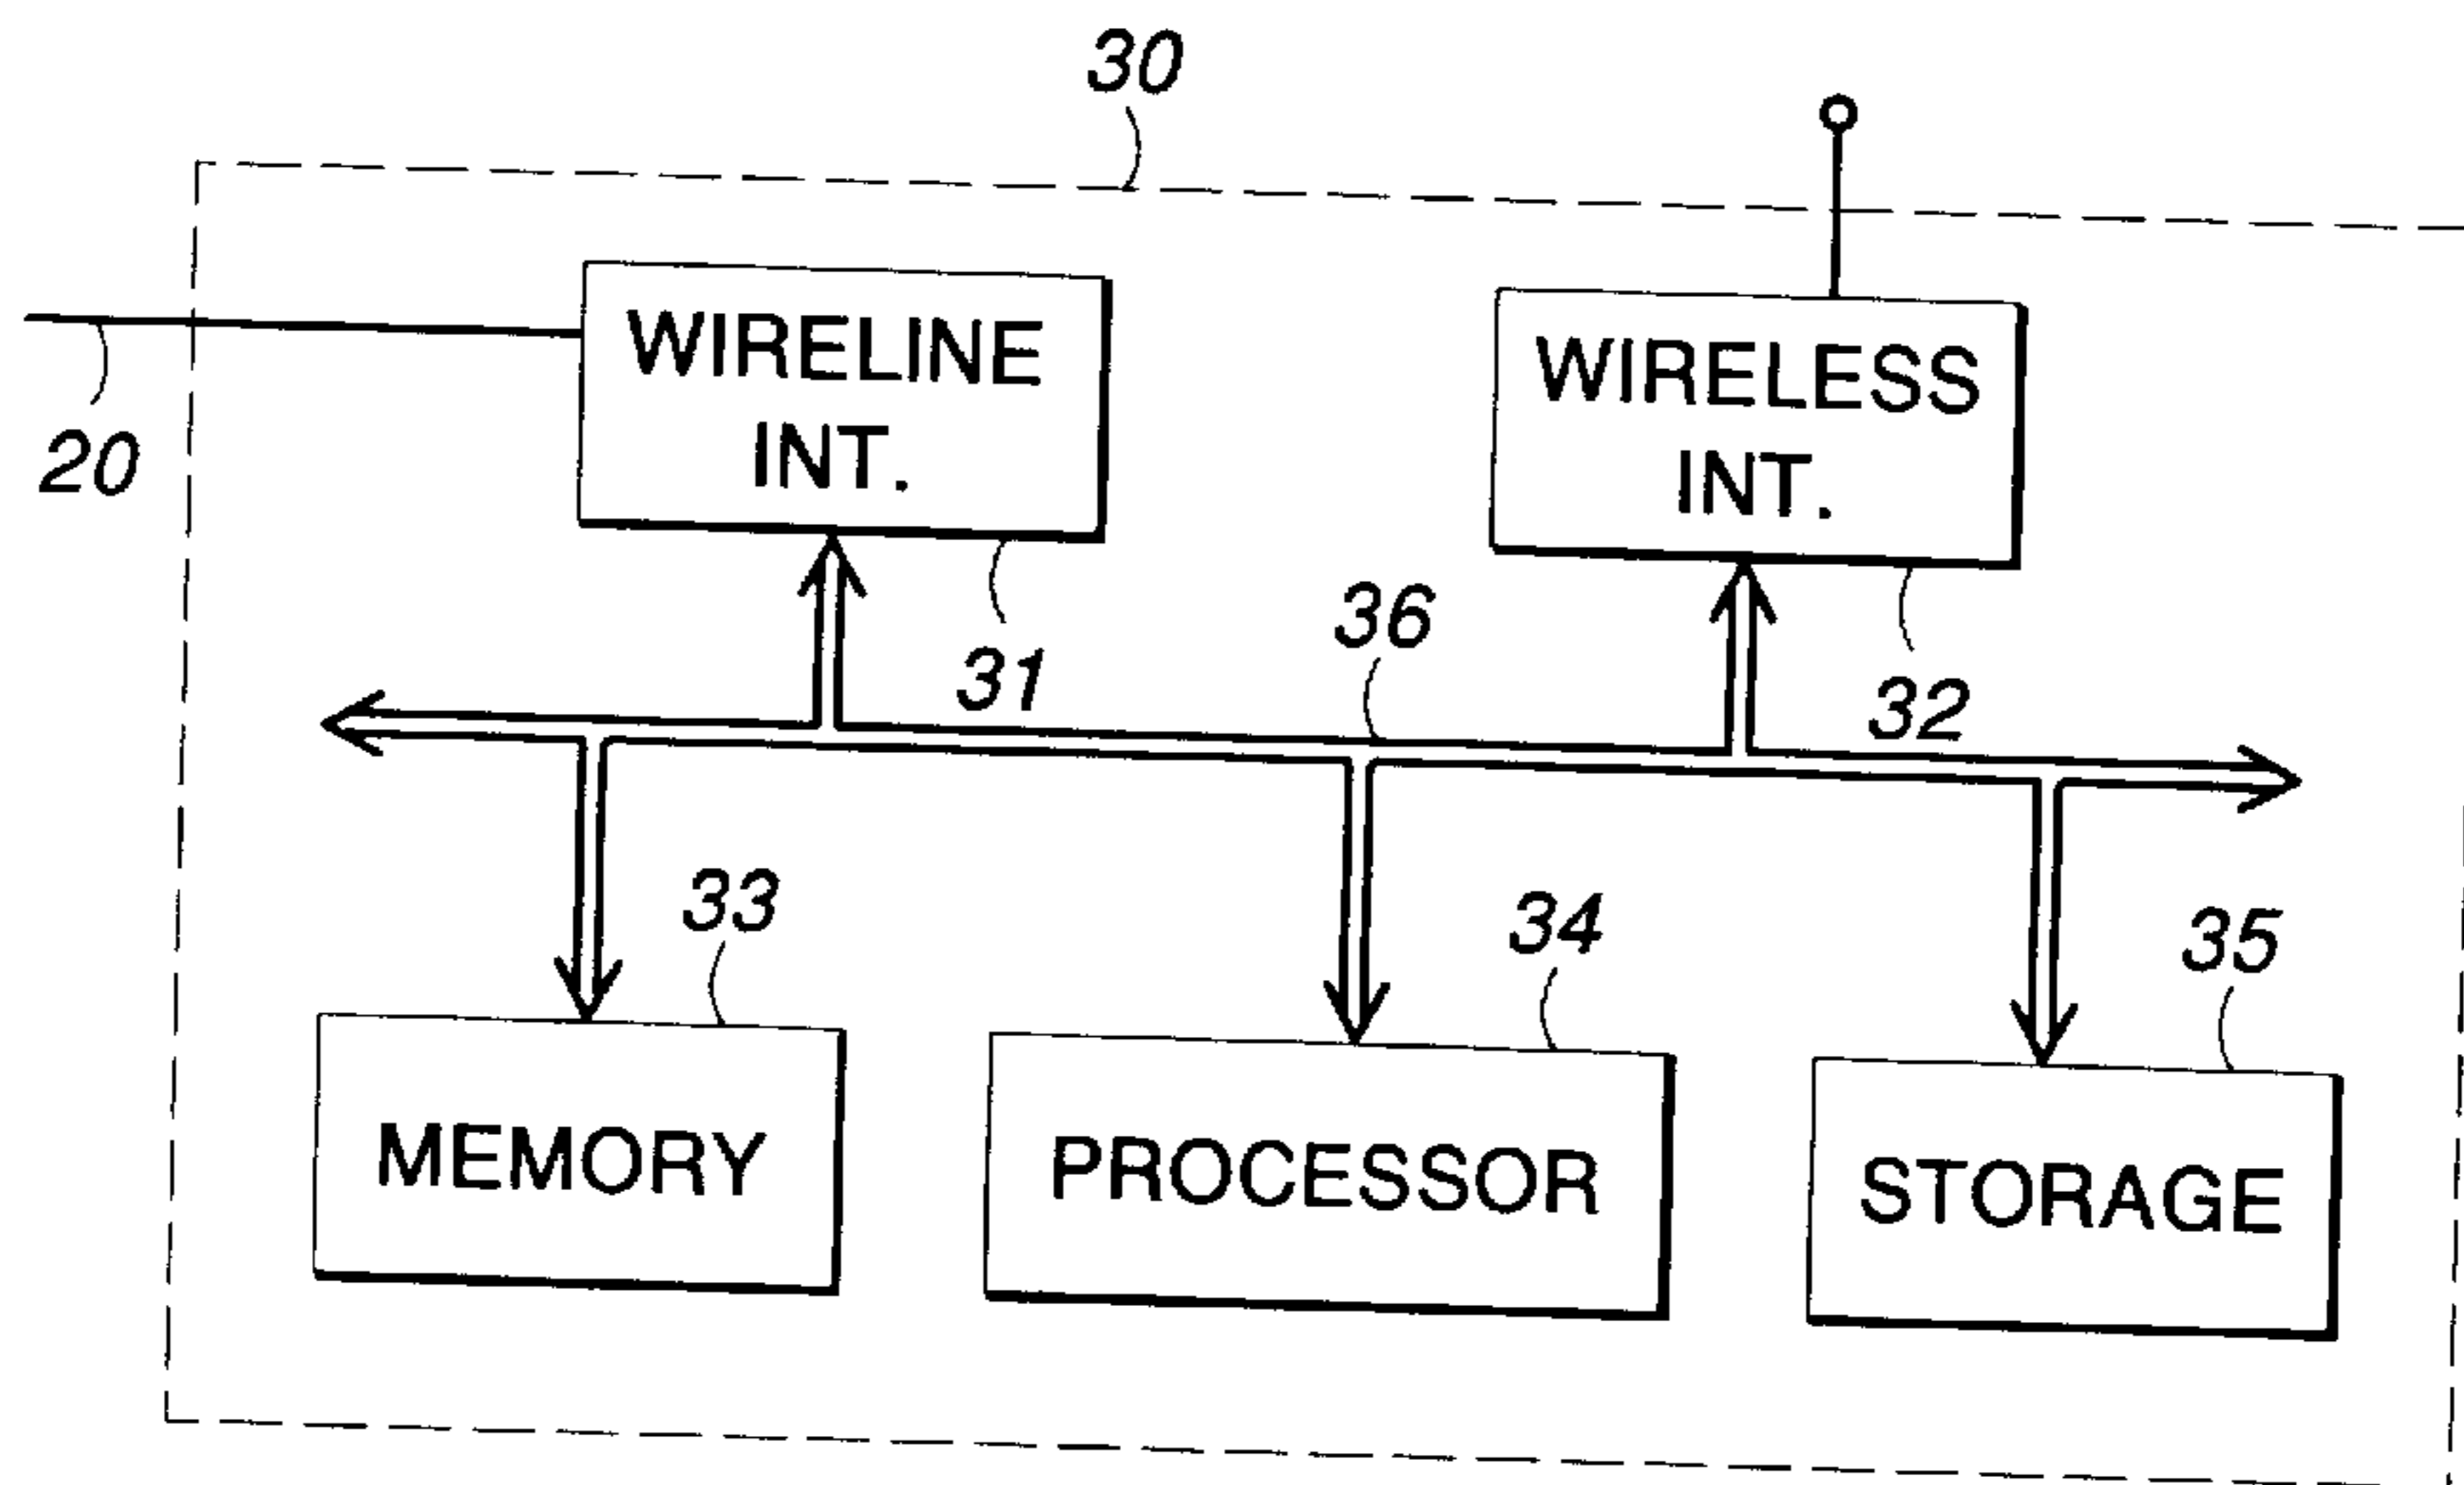 30
WIRELINE
INT.
WIRELESS
INT.
20
36
31
32
33
34
35
MEMORY
PROCESSOR
STORAGE